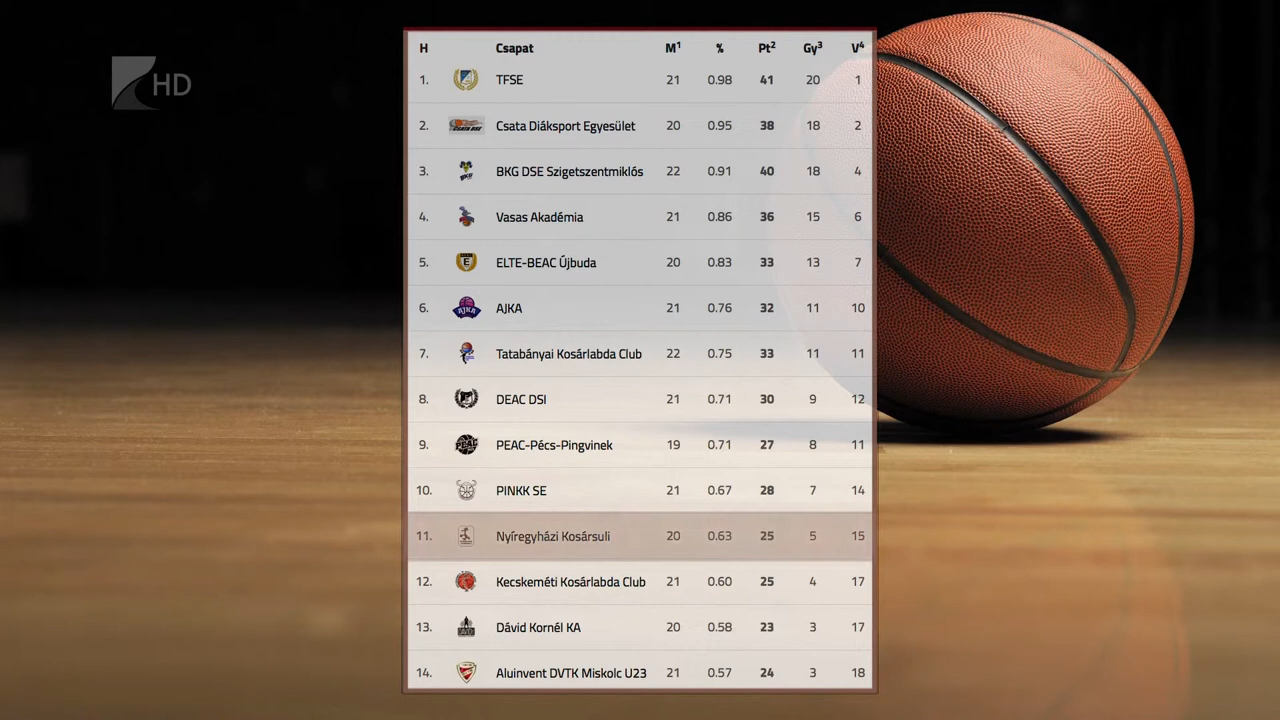 HD
H Csapat M1 % Pt2 Gy3 V4
1. TFSE 21 0.98 41 20 1
2. CSATA DSE Csata Diáksport Egyesület 20 0.95 38 18 2
3. BKG DSE Szigetszentmiklós 22 0.91 40 18 4
4. Vasas Akadémia 21 0.86 36 15 6
5. E ELTE-BEAC Újbuda 20 0.83 33 13 7
6. AJKA AJKA 21 0.76 32 11 10
7. Tatabányai Kosárlabda Club 22 0.75 33 11 11
8. DEAC DSI 21 0.71 30 9 12
9. PEAC PEAC-Pécs-Pingvinek 19 0.71 27 8 11
10. PINKK SE 21 0.67 28 7 14
11. Nyíregyházi Kosársuli 20 0.63 25 5 15
12. Kecskeméti Kosárlabda Club 21 0.60 25 4 17
13. Dávid Kornél KA 20 0.58 23 3 17
14. Aluinvent DVTK Miskolc U23 21 0.57 24 3 18